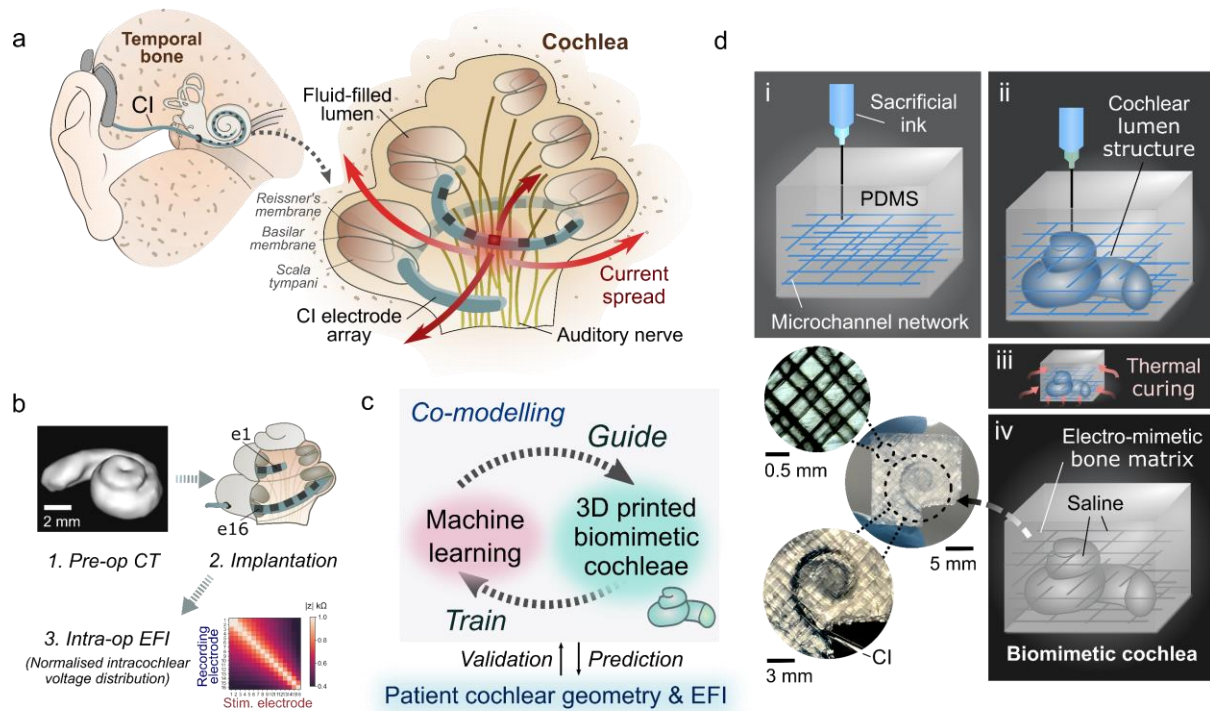 a
Temporal
bone
CI
Cochlea
Fluid-filled
lumen
Reissner's
membrane
Basilar
membrane
Scala
tympani
CI electrode
array
Current
spread
Auditory nerve
b
2 mm
1. Pre-op CT
e1
e16
2. Implantation
3. Intra-op EFI
(Normalised intracochlear
voltage distribution)
Recording
electrode
Stim. electrode
|z| kΩ
1.0
0.8
0.6
0.4
c
Co-modelling
Guide
Machine
learning
3D printed
biomimetic
cochleae
Train
Validation
Prediction
Patient cochlear geometry & EFI
d
i
Sacrificial
ink
PDMS
Microchannel network
ii
Cochlear
lumen
structure
iii
Thermal
curing
0.5 mm
5 mm
3 mm
CI
iv
Electro-mimetic
bone matrix
Saline
Biomimetic cochlea